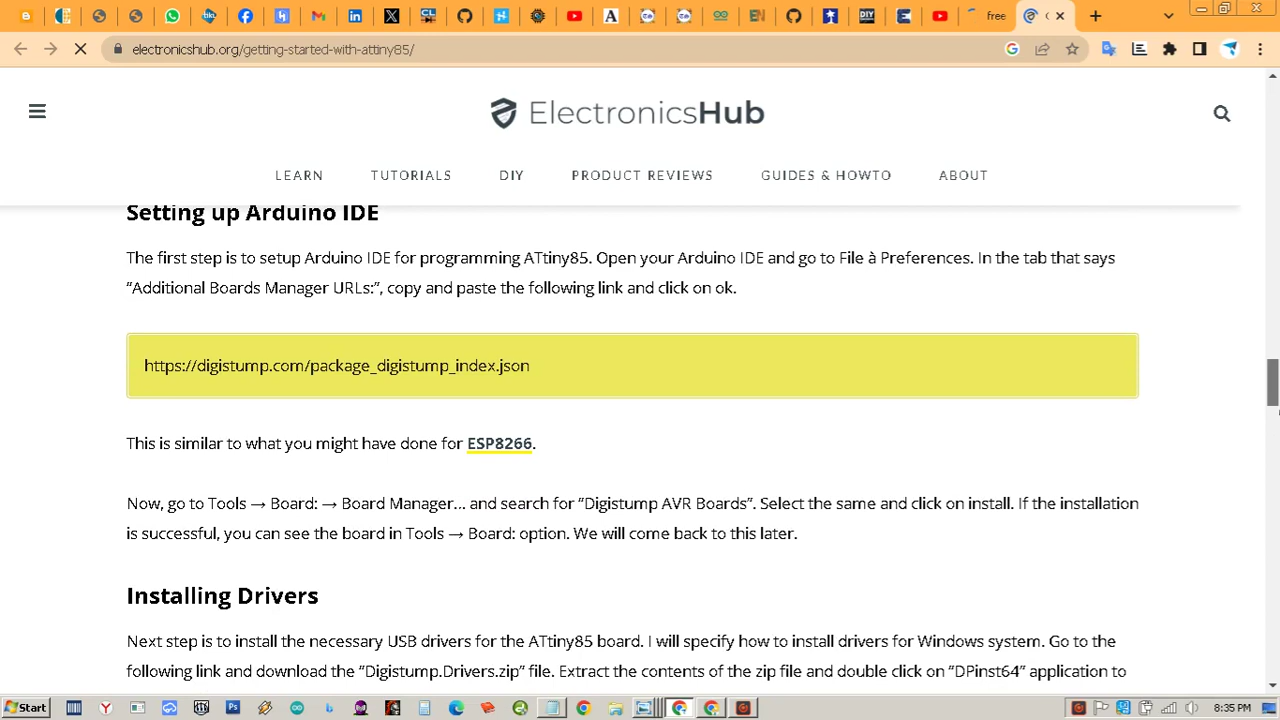 free
electronicshub.org/getting-started-with-attiny85/
ElectronicsHub
LEARN TUTORIALS DIY PRODUCT REVIEWS GUIDES & HOWTO ABOUT
Setting up Arduino IDE
The first step is to setup Arduino IDE for programming ATtiny85. Open your Arduino IDE and go to File à Preferences. In the tab that says
“Additional Boards Manager URLs:”, copy and paste the following link and click on ok.
https://digistump.com/package_digistump_index.json
This is similar to what you might have done for ESP8266.
Now, go to Tools → Board: → Board Manager… and search for “Digistump AVR Boards”. Select the same and click on install. If the installation
is successful, you can see the board in Tools → Board: option. We will come back to this later.
Installing Drivers
Next step is to install the necessary USB drivers for the ATtiny85 board. I will specify how to install drivers for Windows system. Go to the
following link and download the “Digistump.Drivers.zip” file. Extract the contents of the zip file and double click on “DPinst64” application to
Start
8:35 PM